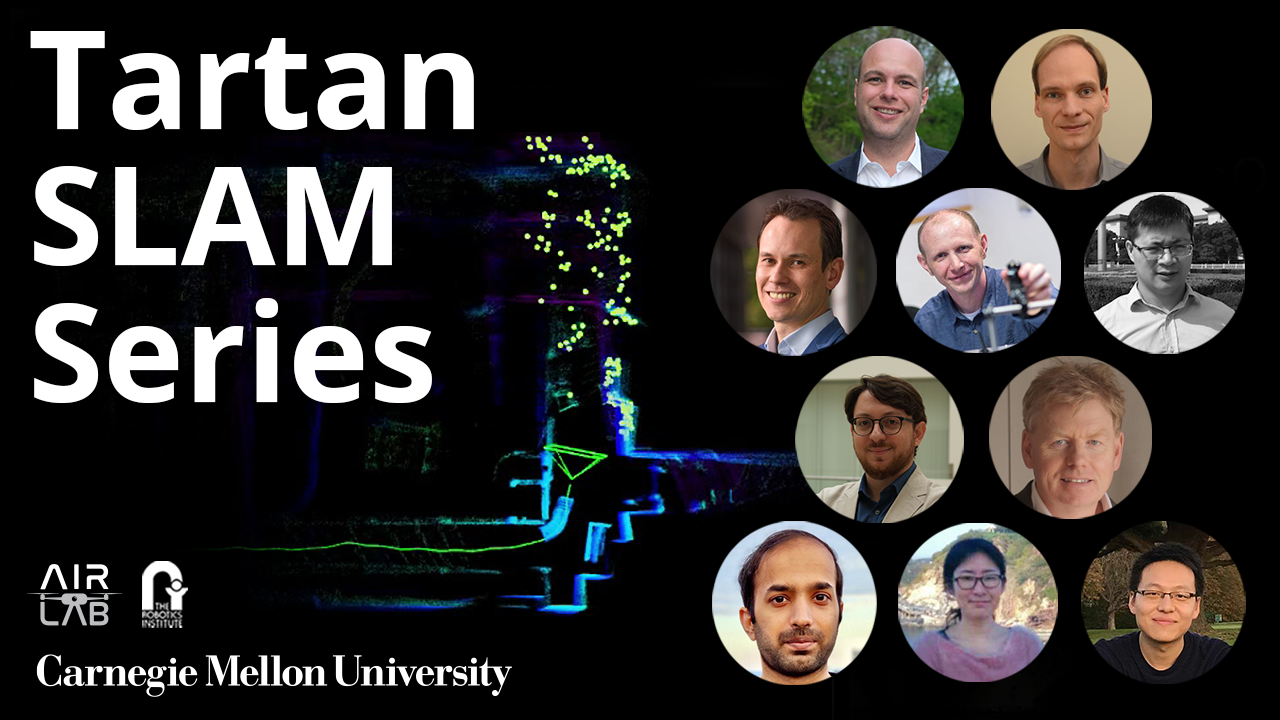 Tartan
SLAM
Series
AIR
LAB
THE
ROBOTICS
INSTITUTE
Carnegie Mellon University